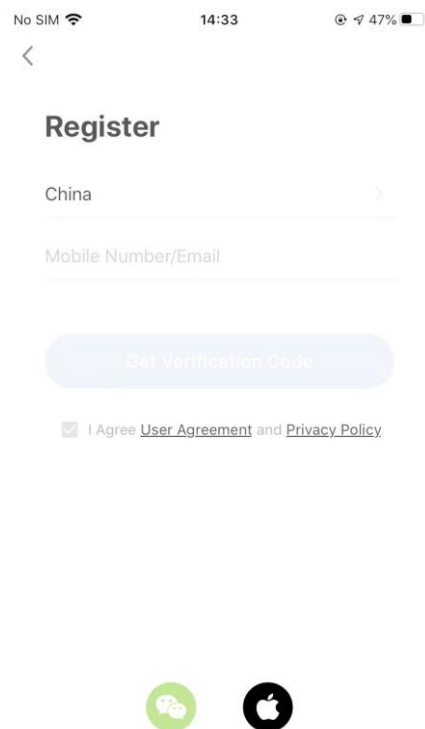 No SIM 14:33 47%
Register
China
Mobile Number/Email
Get Verification Code
I Agree User Agreement and Privacy Policy